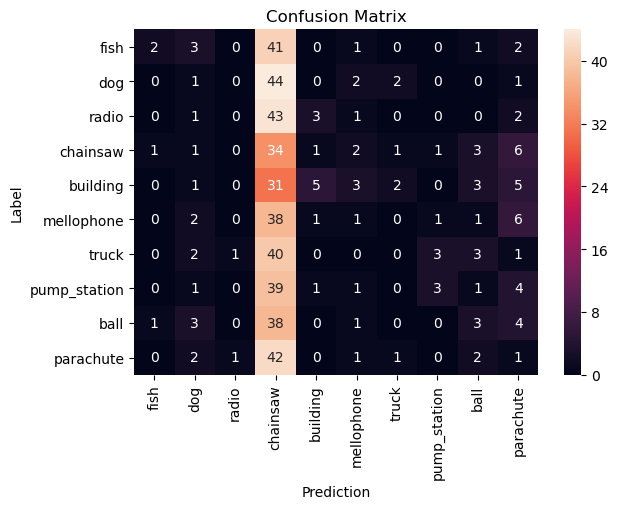 Confusion Matrix
Label
fish 2 3 0 41 0 1 0 0 1 2
dog 0 1 0 44 0 2 2 0 0 1
radio 0 1 0 43 3 1 0 0 0 2
chainsaw 1 1 0 34 1 2 1 1 3 6
building 0 1 0 31 5 3 2 0 3 5
mellophone 0 2 0 38 1 1 0 1 1 6
truck 0 2 1 40 0 0 0 3 3 1
pump_station 0 1 0 39 1 1 0 3 1 4
ball 1 3 0 38 0 1 0 0 3 4
parachute 0 2 1 42 0 1 1 0 2 1
fish dog radio chainsaw building mellophone truck pump_station ball parachute
Prediction
40
32
24
16
8
0